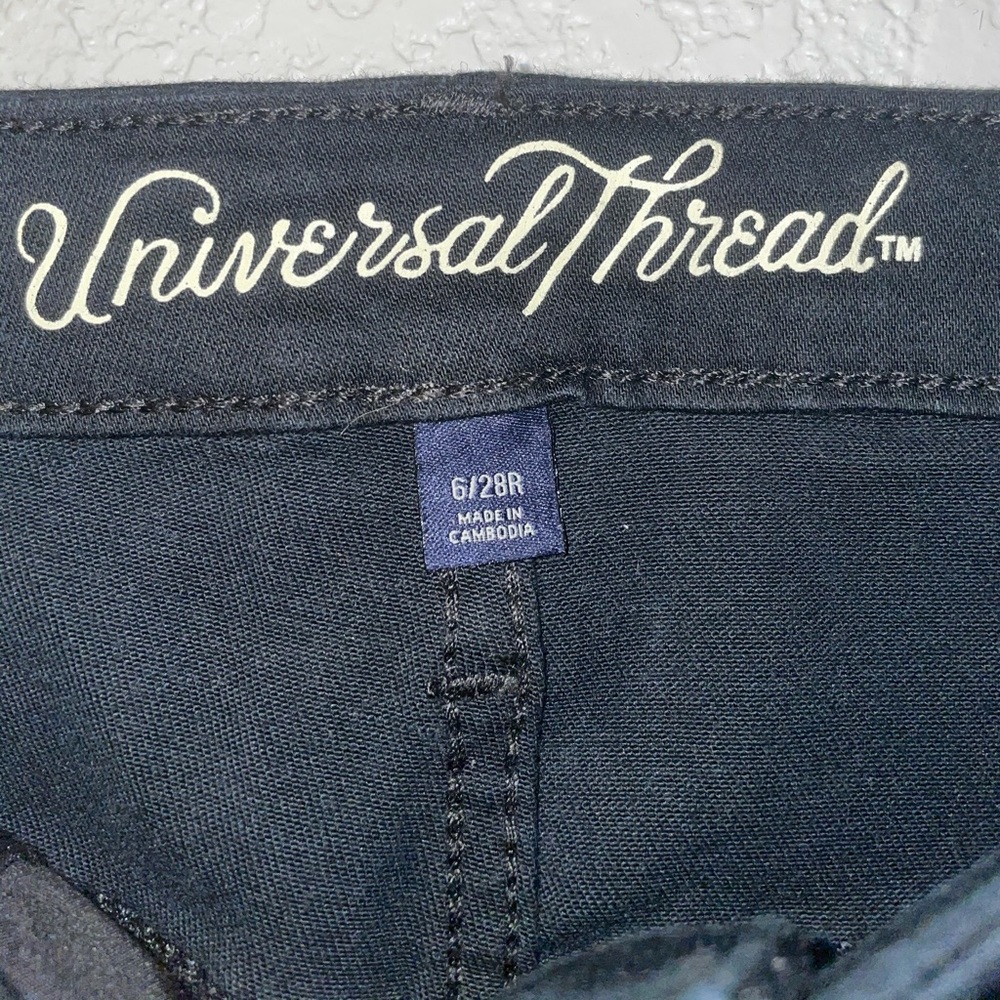 Universal Thread™
6/28R
MADE IN
CAMBODIA